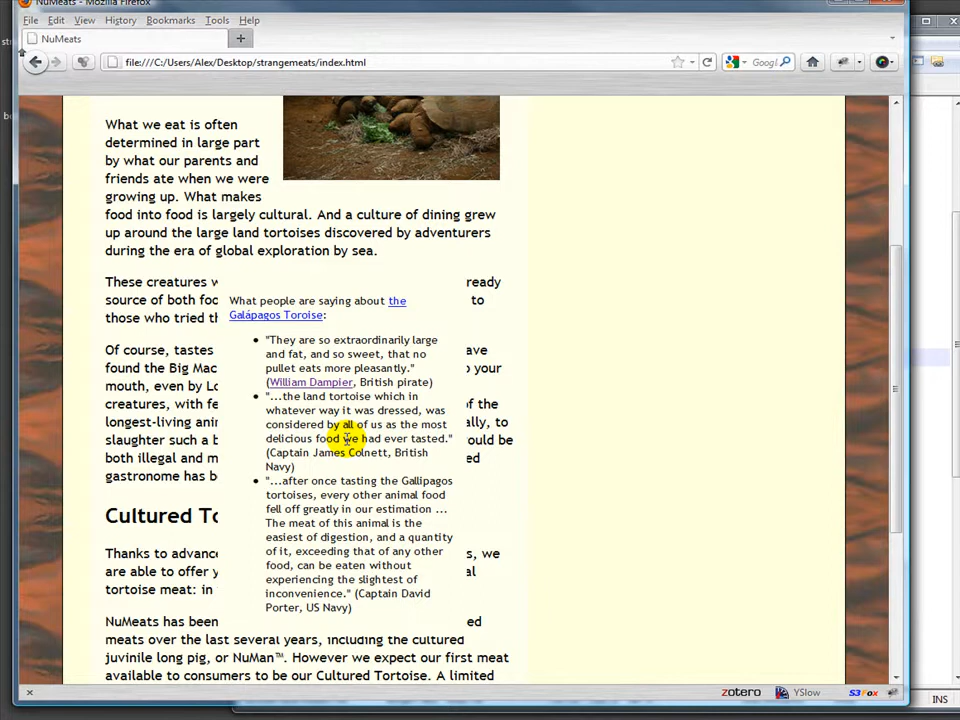 NuMeats - Mozilla Firefox
File Edit View History Bookmarks Tools Help
NuMeats
file:///C:/Users/Alex/Desktop/strangemeats/index.html
Googl
What we eat is often
determined in large part
by what our parents and
friends ate when we were
growing up. What makes
food into food is largely cultural. And a culture of dining grew
up around the large land tortoises discovered by adventurers
during the era of global exploration by sea.
These creatures w
ready
source of both foo
to
those who tried th
Of course, tastes
ave
found the Big Mac
o your
mouth, even by Lo
creatures, with fe
of the
longest-living anir
ally, to
slaughter such a b
ould be
both illegal and m
ed
gastronome has b
What people are saying about the
Galápagos Toroise:
• "They are so extraordinarily large
and fat, and so sweet, that no
pullet eats more pleasantly."
(William Dampier, British pirate)
• "...the land tortoise which in
whatever way it was dressed, was
considered by all of us as the most
delicious food we had ever tasted."
(Captain James Colnett, British
Navy)
• "...after once tasting the Gallipagos
tortoises, every other animal food
fell off greatly in our estimation ...
The meat of this animal is the
easiest of digestion, and a quantity
of it, exceeding that of any other
food, can be eaten without
experiencing the slightest of
inconvenience." (Captain David
Porter, US Navy)
Cultured To
Thanks to advance
s, we
are able to offer y
al
tortoise meat: in
NuMeats has been
ed
meats over the last several years, including the cultured
juvinile long pig, or NuMan™. However we expect our first meat
available to consumers to be our Cultured Tortoise. A limited
zotero YSlow S3Fox
INS